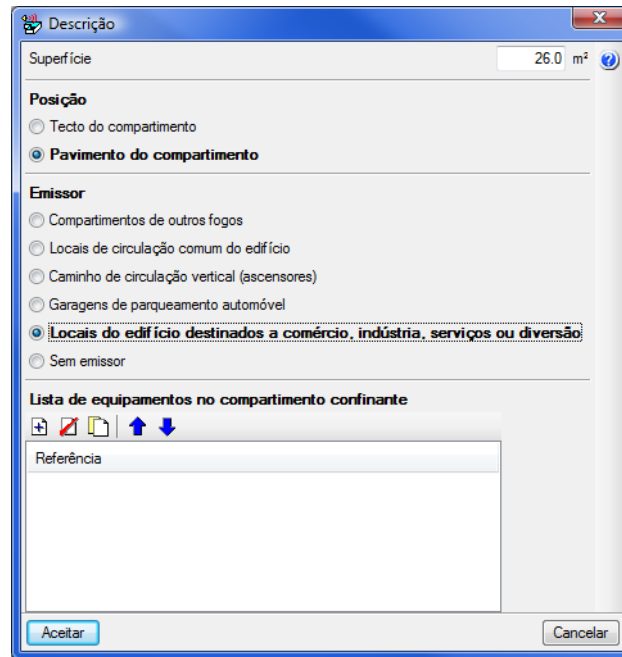 Descrição
Superfície 26.0 m²
Posição
Tecto do compartimento
Pavimento do compartimento
Emissor
Compartimentos de outros fogos
Locais de circulação comum do edifício
Caminho de circulação vertical (ascensores)
Garagens de parqueamento automóvel
Locais do edifício destinados a comércio, indústria, serviços ou diversão
Sem emissor
Lista de equipamentos no compartimento confinante
Referência
Aceitar Cancelar